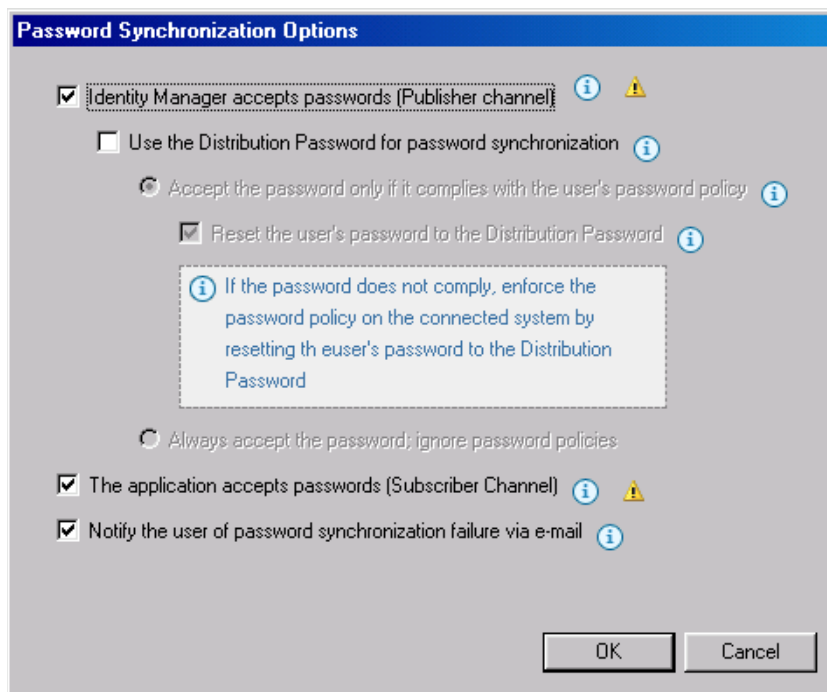 Password Synchronization Options
Identity Manager accepts passwords (Publisher channel)
Use the Distribution Password for password synchronization
Accept the password only if it complies with the user's password policy
Reset the user's password to the Distribution Password
If the password does not comply, enforce the
password policy on the connected system by
resetting th euser's password to the Distribution
Password
Always accept the password; ignore password policies
The application accepts passwords (Subscriber Channel)
Notify the user of password synchronization failure via e-mail
OK
Cancel